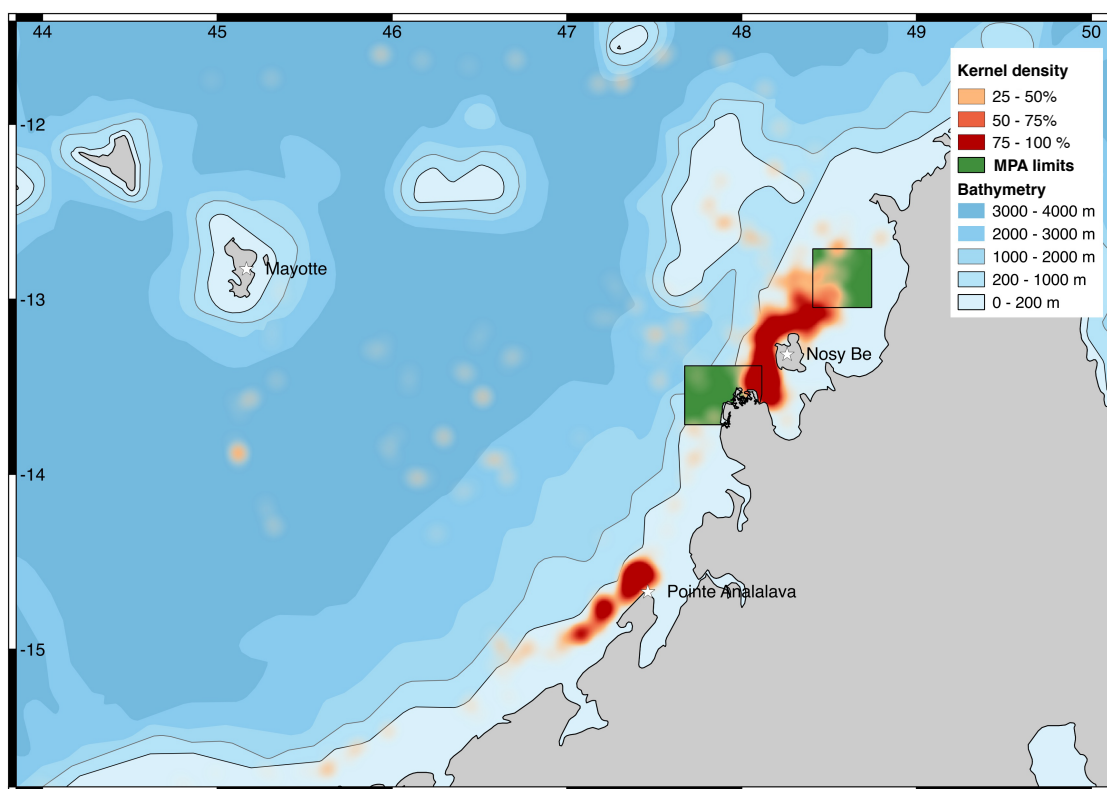 44 45 46 47 48 49 50
Kernel density
25 - 50%
50 - 75%
75 - 100 %
MPA limits
Bathymetry
3000 - 4000 m
2000 - 3000 m
1000 - 2000 m
200 - 1000 m
0 - 200 m
-12
Mayotte
-13
Nosy Be
-14
Pointe Analalava
-15